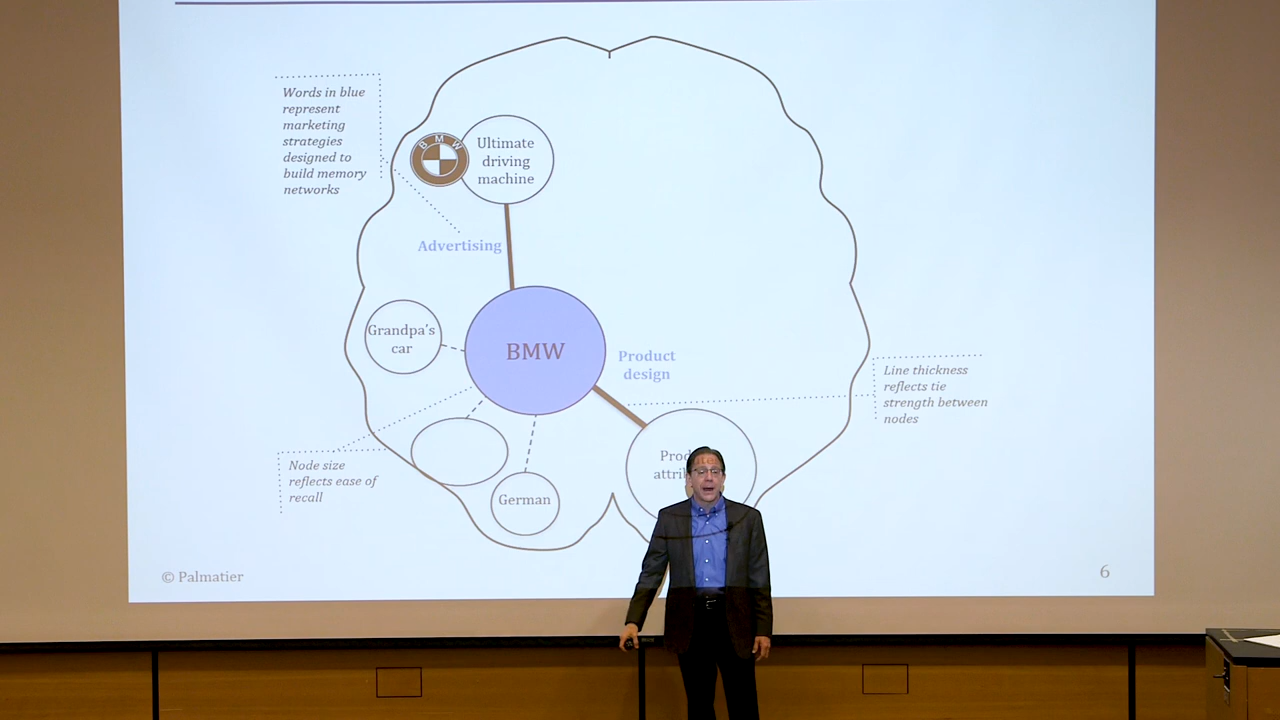 Words in blue
represent
marketing
strategies
designed to
build memory
networks
BMW
Ultimate
driving
machine
Advertising
Grandpa's
car
BMW
Product
design
Line thickness
reflects tie
strength between
nodes
Node size
reflects ease of
recall
German
© Palmatier
6